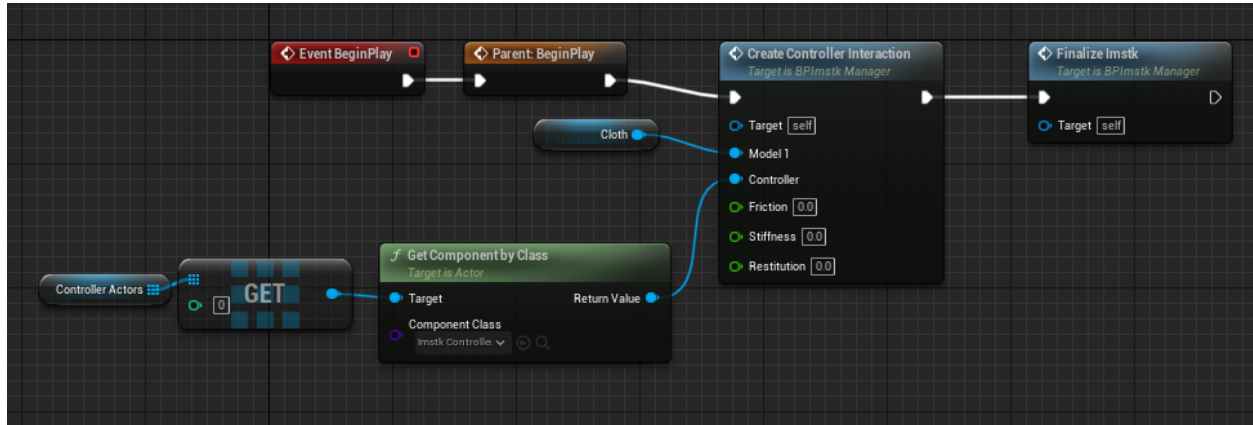 Event BeginPlay
Parent: BeginPlay
Create Controller Interaction
Target is BPImstk Manager
Finalize Imstk
Target is BPImstk Manager
Cloth
Target self
Model 1
Controller
Friction 0.0
Stiffness 0.0
Restitution 0.0
Target self
Controller Actors
GET
0
f Get Component by Class
Target is Actor
Target
Return Value
Component Class
Imstk Controlle